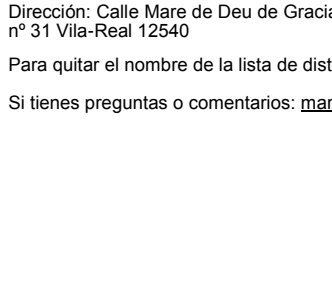 Dirección: Calle Mare de Deu de Gracia
nº 31 Vila-Real 12540
Para quitar el nombre de la lista de dist
Si tienes preguntas o comentarios: mar